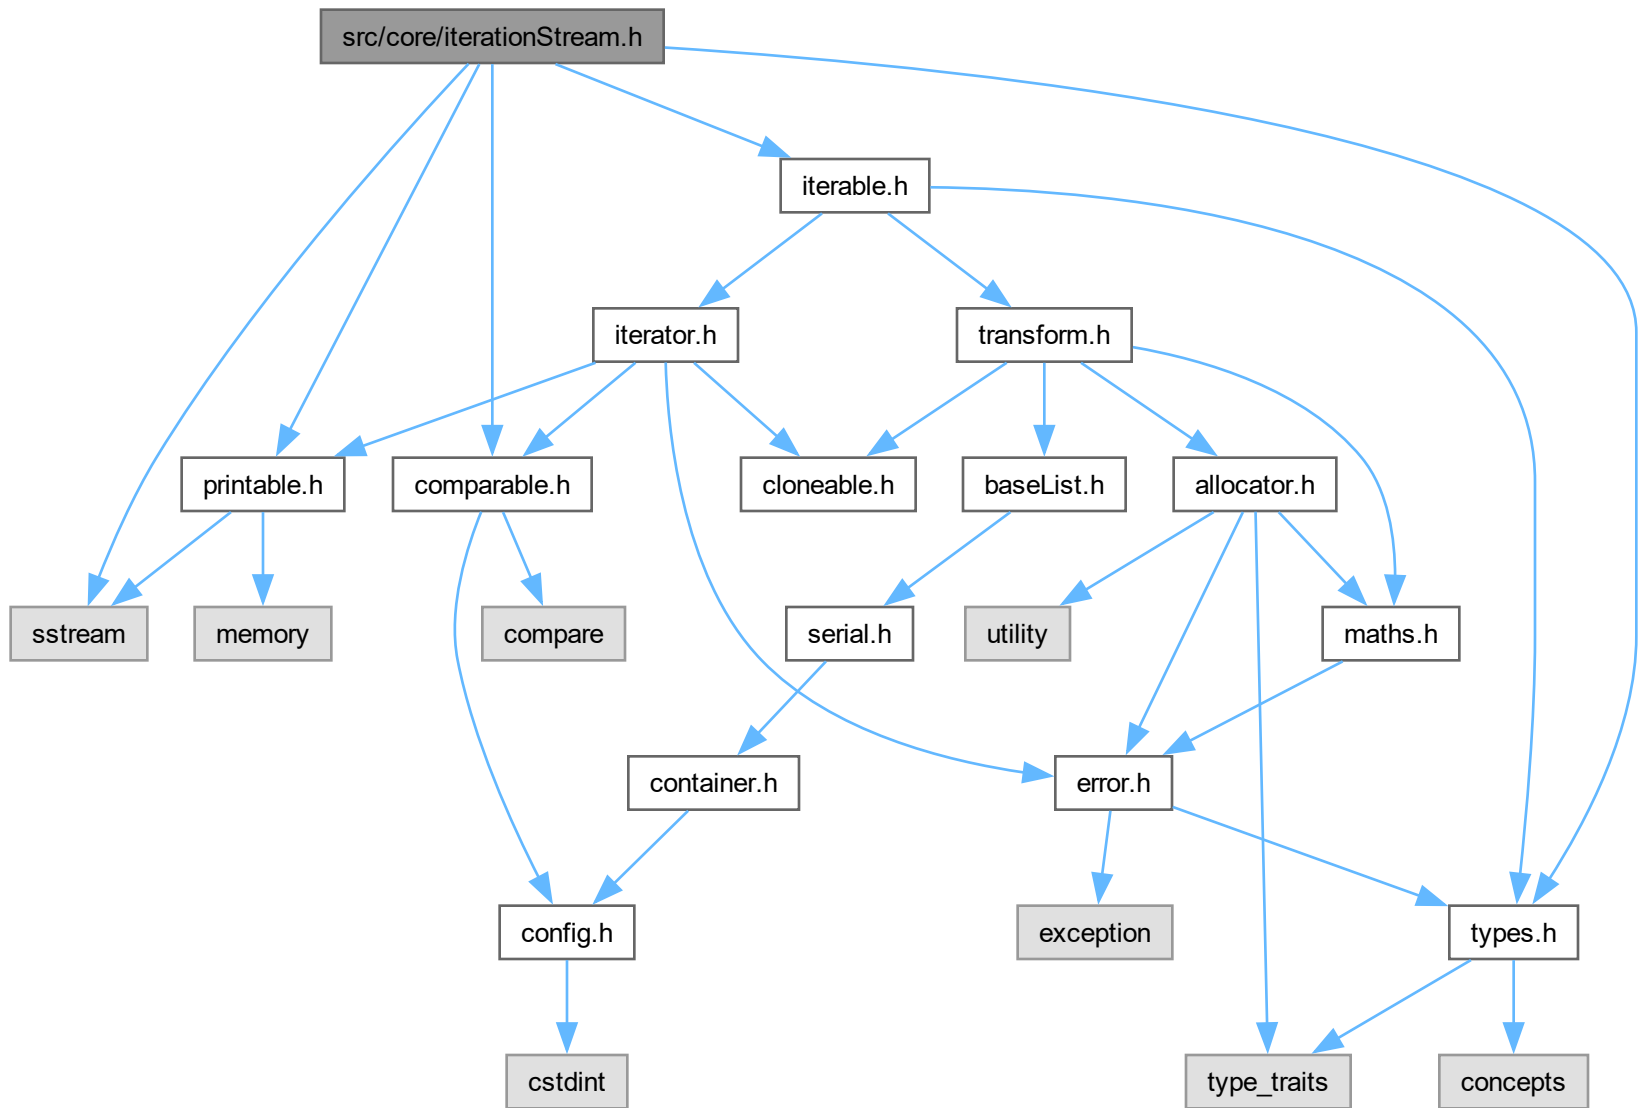 src/core/iterationStream.h
iterable.h
iterator.h
transform.h
printable.h
comparable.h
cloneable.h
baseList.h
allocator.h
sstream
memory
compare
serial.h
utility
maths.h
container.h
error.h
config.h
exception
types.h
cstdint
type_traits
concepts